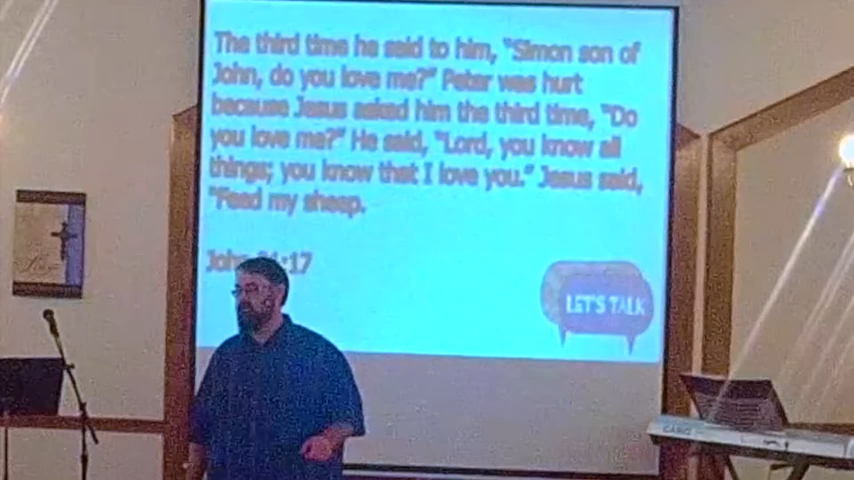 The third time he said to him, "Simon son of
John, do you love me?" Peter was hurt
because Jesus asked him the third time, "Do
you love me?" He said, "Lord, you know all
things; you know that I love you." Jesus said,
"Feed my sheep.
John :17
LET'S TALK
CASIO